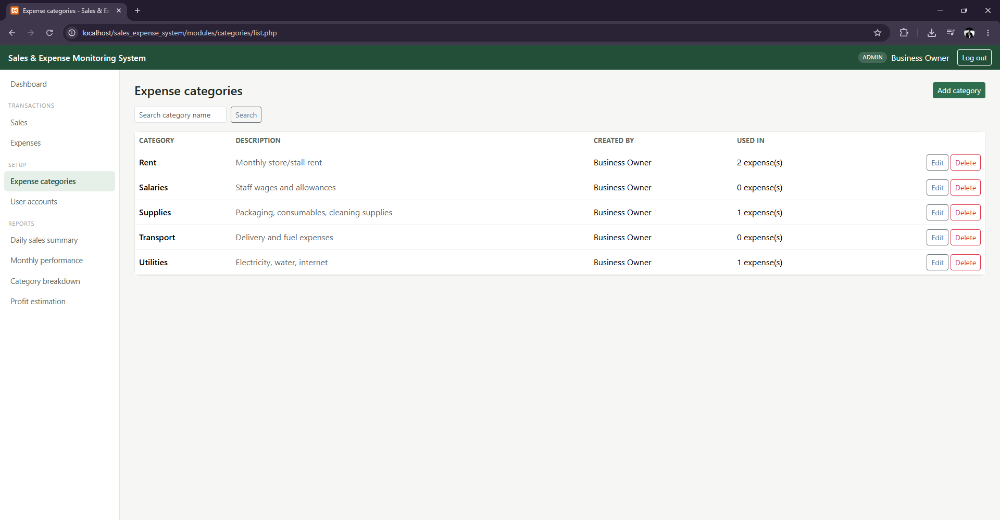 Expense categories - Sales & Ex
localhost/sales_expense_system/modules/categories/list.php
Sales & Expense Monitoring System
ADMIN Business Owner Log out
Dashboard
TRANSACTIONS
Sales
Expenses
SETUP
Expense categories
User accounts
REPORTS
Daily sales summary
Monthly performance
Category breakdown
Profit estimation
Expense categories
Add category
Search category name Search
CATEGORY DESCRIPTION CREATED BY USED IN
Rent Monthly store/stall rent Business Owner 2 expense(s) Edit Delete
Salaries Staff wages and allowances Business Owner 0 expense(s) Edit Delete
Supplies Packaging, consumables, cleaning supplies Business Owner 1 expense(s) Edit Delete
Transport Delivery and fuel expenses Business Owner 0 expense(s) Edit Delete
Utilities Electricity, water, internet Business Owner 1 expense(s) Edit Delete